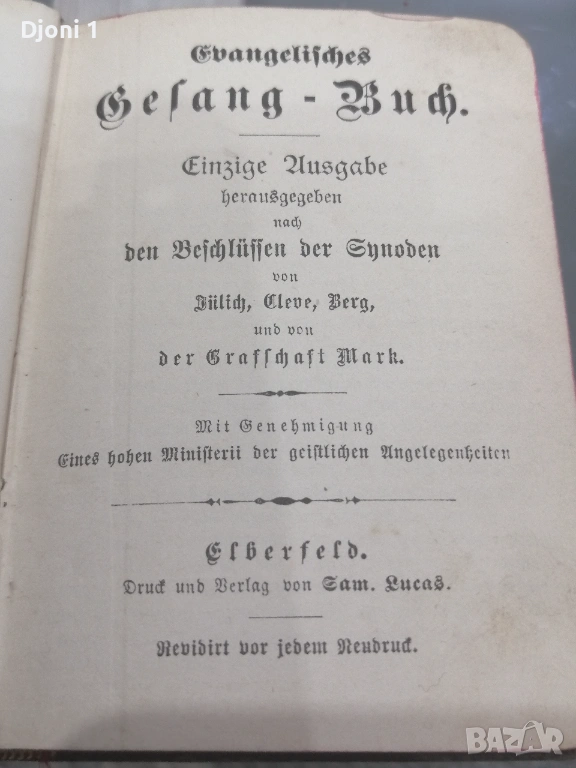 Djoni 1
Evangelisches
Gesang - Buch.
Einzige Ausgabe
herausgegeben
nach
den Beschlüssen der Synoden
von
Jülich, Cleve, Berg,
und von
der Grafschaft Mark.
Mit Genehmigung
Eines hohen Ministerii der geistlichen Angelegenheiten
Elberfeld.
Druck und Verlag von Sam. Lucas.
Revidirt vor jedem Neudruck.
BAZAR